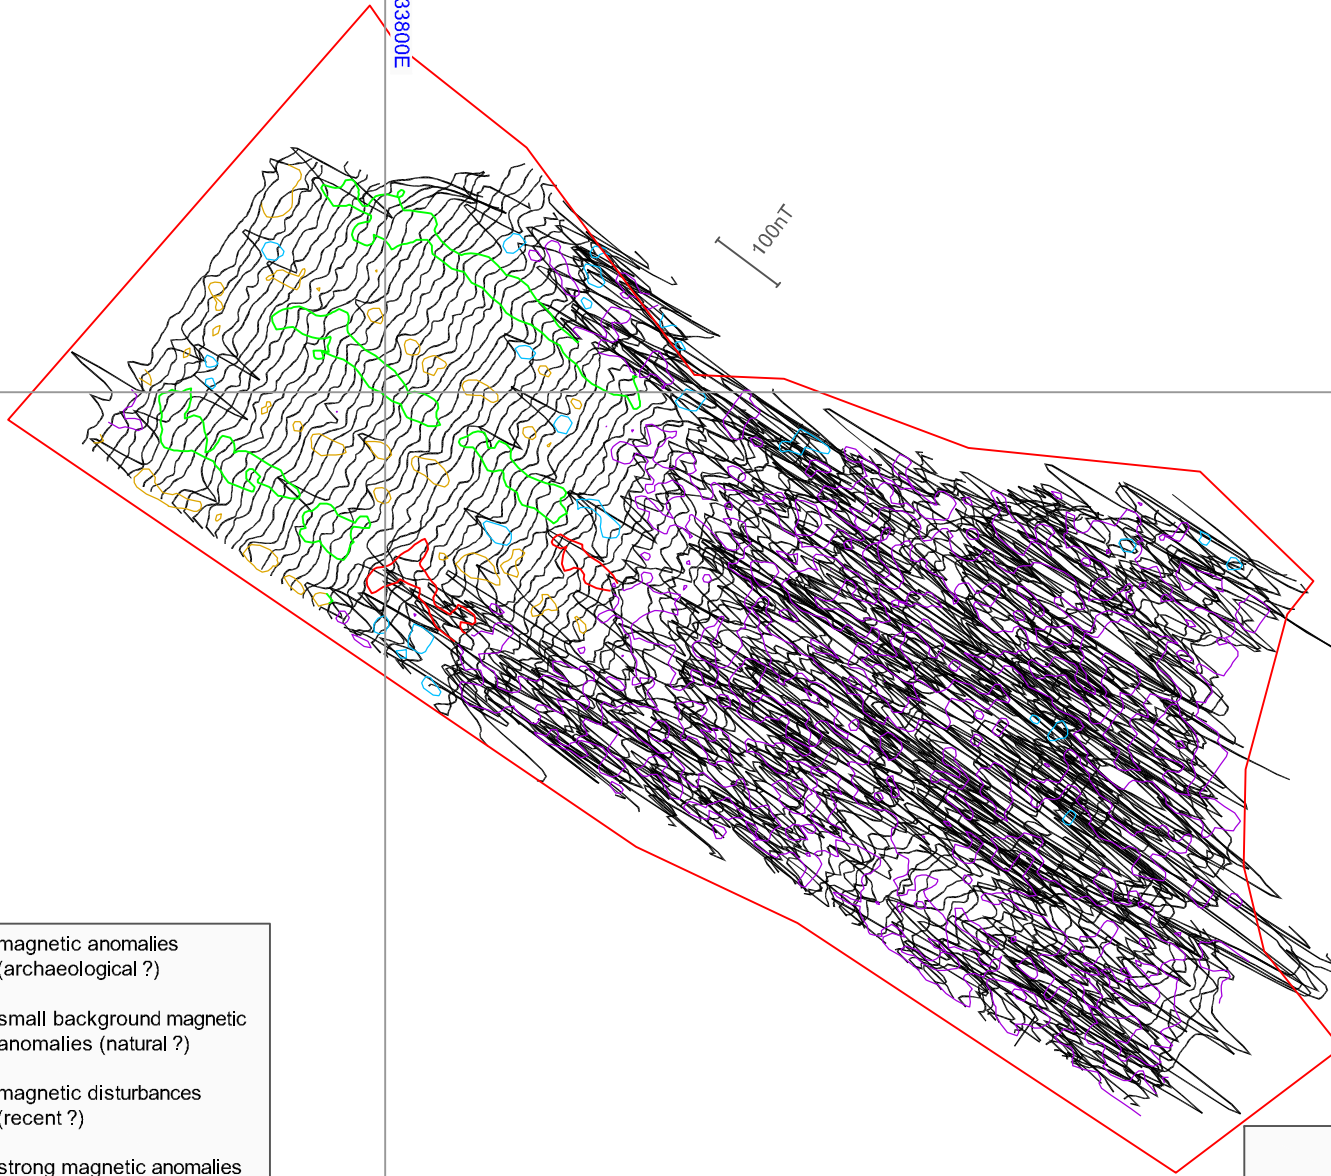 33800E
100nT
magnetic anomalies
(archaeological ?)
small background magnetic
anomalies (natural ?)
magnetic disturbances
(recent ?)
strong magnetic anomalies